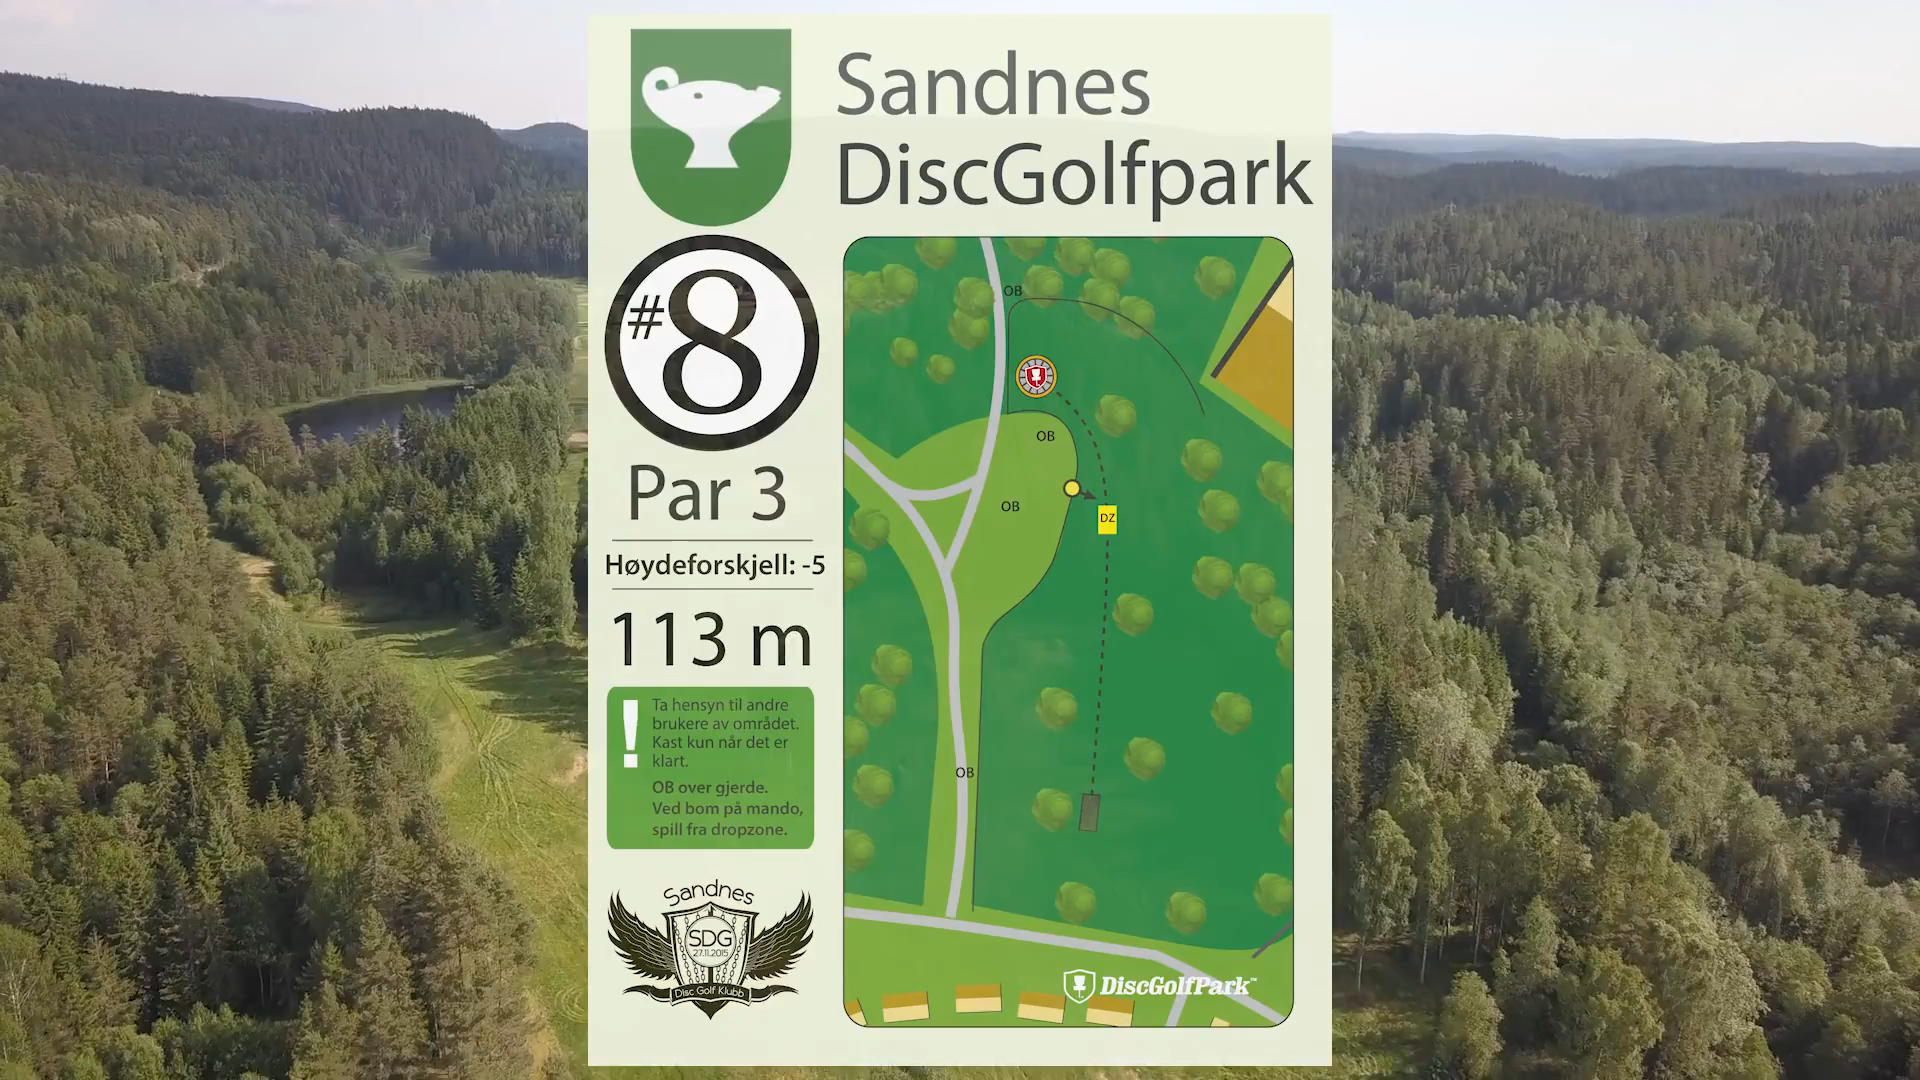 Sandnes
DiscGolfpark
#8
Par 3
Høydeforskjell: -5
113 m
!
Ta hensyn til andre
brukere av området.
Kast kun når det er
klart.
OB over gjerde.
Ved bom på mando,
spill fra dropzone.
Sandnes
SDG
27.11.2015
Disc Golf Klubb
OB
OB
OB
DZ
OB
DiscGolfPark™